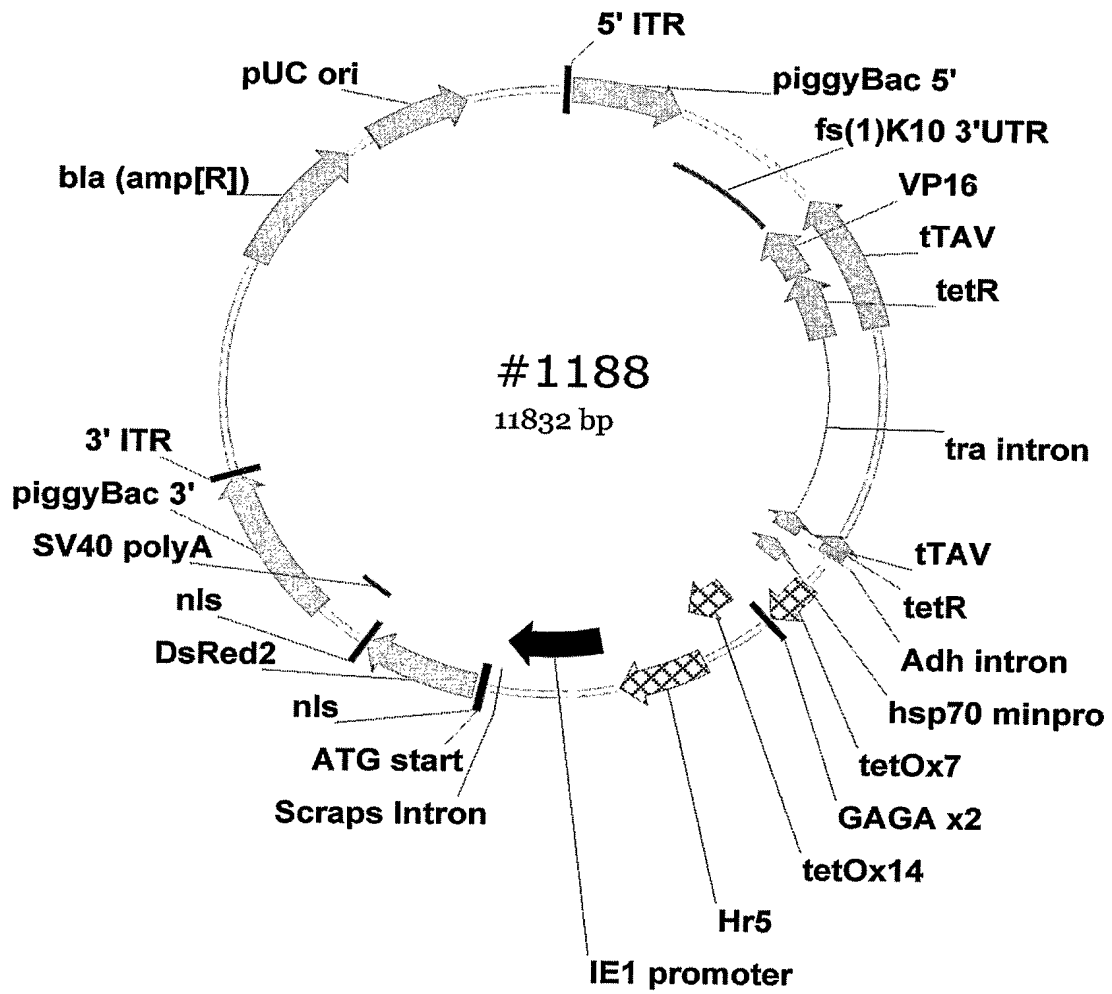 5' ITR
pUC ori
piggyBac 5'
fs(1)K10 3'UTR
bla (amp[R])
VP16
tTAV
tetR
#1188
11832 bp
3' ITR
tra intron
piggyBac 3'
SV40 polyA
tTAV
nls
tetR
DsRed2
Adh intron
nls
hsp70 minpro
ATG start
tetOx7
Scraps Intron
GAGA x2
tetOx14
Hr5
IE1 promoter